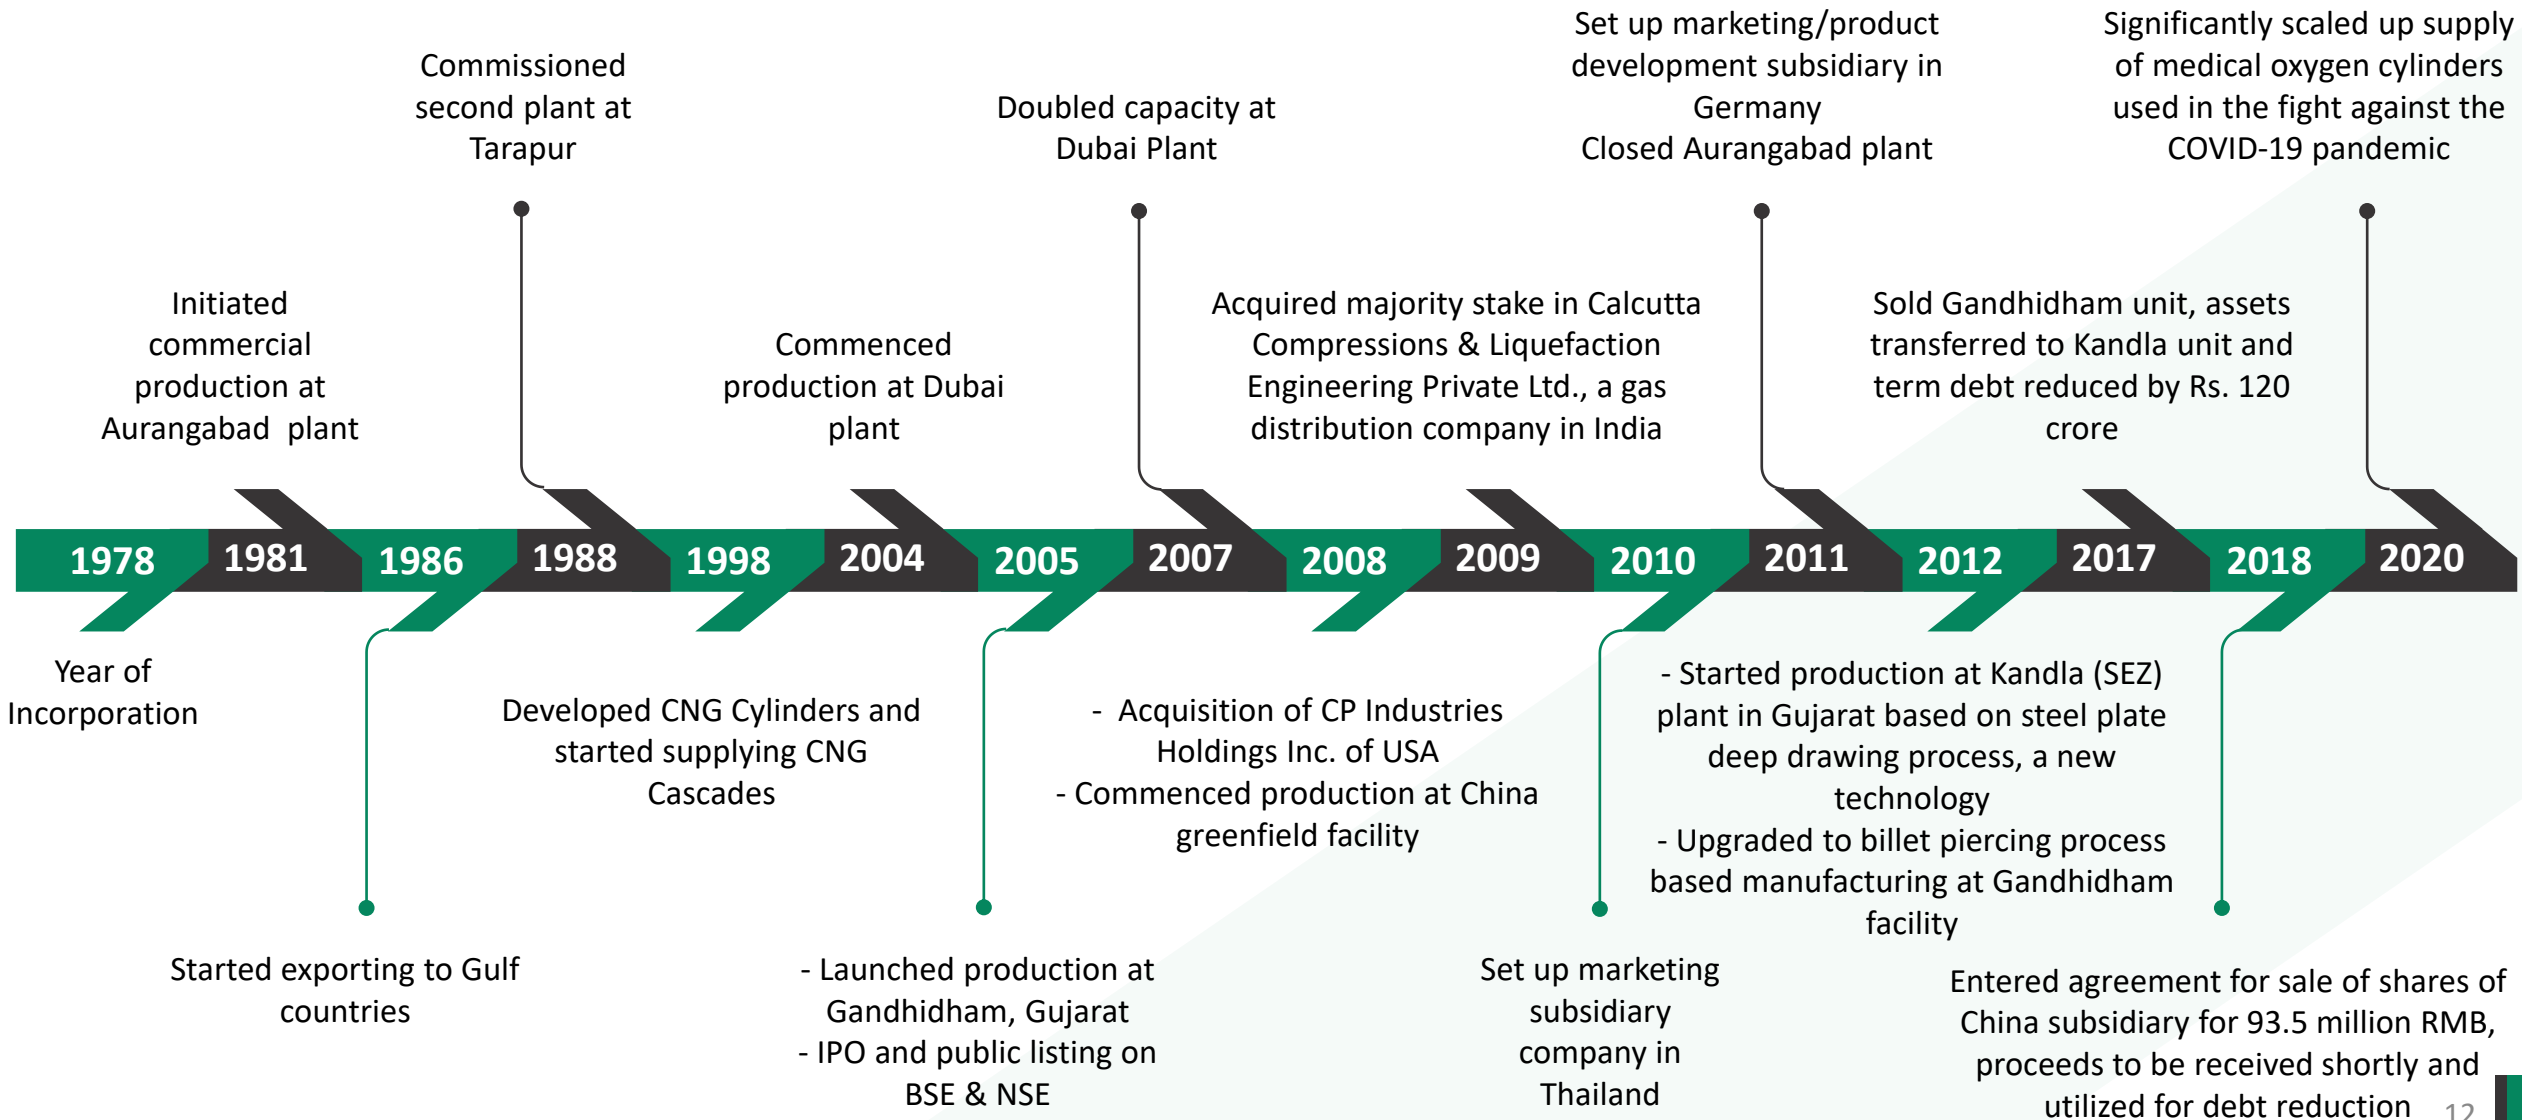 Set up marketing/product
development subsidiary in
Germany
Closed Aurangabad plant
Significantly scaled up supply
of medical oxygen cylinders
used in the fight against the
COVID-19 pandemic
Commissioned
second plant at
Tarapur
Doubled capacity at
Dubai Plant
Initiated
commercial
production at
Aurangabad plant
Commenced
production at Dubai
plant
Acquired majority stake in Calcutta
Compressions & Liquefaction
Engineering Private Ltd., a gas
distribution company in India
Sold Gandhidham unit, assets
transferred to Kandla unit and
term debt reduced by Rs. 120
crore
1978 1981 1986 1988 1998 2004 2005 2007 2008 2009 2010 2011 2012 2017 2018 2020
Year of
Incorporation
Developed CNG Cylinders and
started supplying CNG
Cascades
- Acquisition of CP Industries
Holdings Inc. of USA
- Commenced production at China
greenfield facility
- Started production at Kandla (SEZ)
plant in Gujarat based on steel plate
deep drawing process, a new
technology
- Upgraded to billet piercing process
based manufacturing at Gandhidham
facility
Started exporting to Gulf
countries
- Launched production at
Gandhidham, Gujarat
- IPO and public listing on
BSE & NSE
Set up marketing
subsidiary
company in
Thailand
Entered agreement for sale of shares of
China subsidiary for 93.5 million RMB,
proceeds to be received shortly and
utilized for debt reduction
12